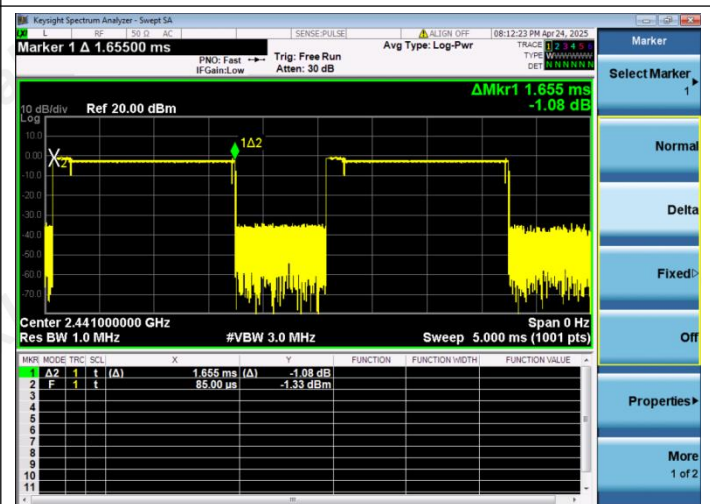 Keysight Spectrum Analyzer - Swept SA
L RF 50 Ω AC SENSE:PULSE ALIGN OFF 08:12:23 PM Apr 24, 2025
Marker 1 Δ 1.65500 ms
PNO: Fast
IFGain:Low
Trig: Free Run
Atten: 30 dB
Avg Type: Log-Pwr
TRACE 1 2 3 4 5 6
TYPE WWWWWW
DET N N N N N N
ΔMkr1 1.655 ms
-1.08 dB
10 dB/div Ref 20.00 dBm
Log
10.0
0.00
-10.0
-20.0
-30.0
-40.0
-50.0
-60.0
-70.0
X2
1Δ2
Center 2.441000000 GHz Span 0 Hz
Res BW 1.0 MHz #VBW 3.0 MHz Sweep 5.000 ms (1001 pts)
MKR MODE TRC SCL X Y FUNCTION FUNCTION WIDTH FUNCTION VALUE
1 Δ2 1 t (Δ) 1.655 ms (Δ) -1.08 dB
2 F 1 t 85.00 µs -1.33 dBm
3
4
5
6
7
8
9
10
11
Marker
Select Marker
1
Normal
Delta
Fixed
Off
Properties
More
1 of 2